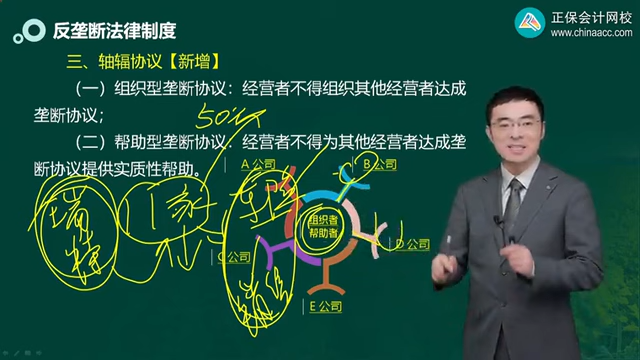 反垄断法律制度
正保会计网校
www.chinaacc.com
三、轴辐协议【新增】
（一）组织型垄断协议：经营者不得组织其他经营者达成
垄断协议；
（二）帮助型垄断协议：经营者不得为其他经营者达成垄
断协议提供实质性帮助。
50%
A 公司
B 公司
组织者
帮助者
C 公司
D 公司
E 公司